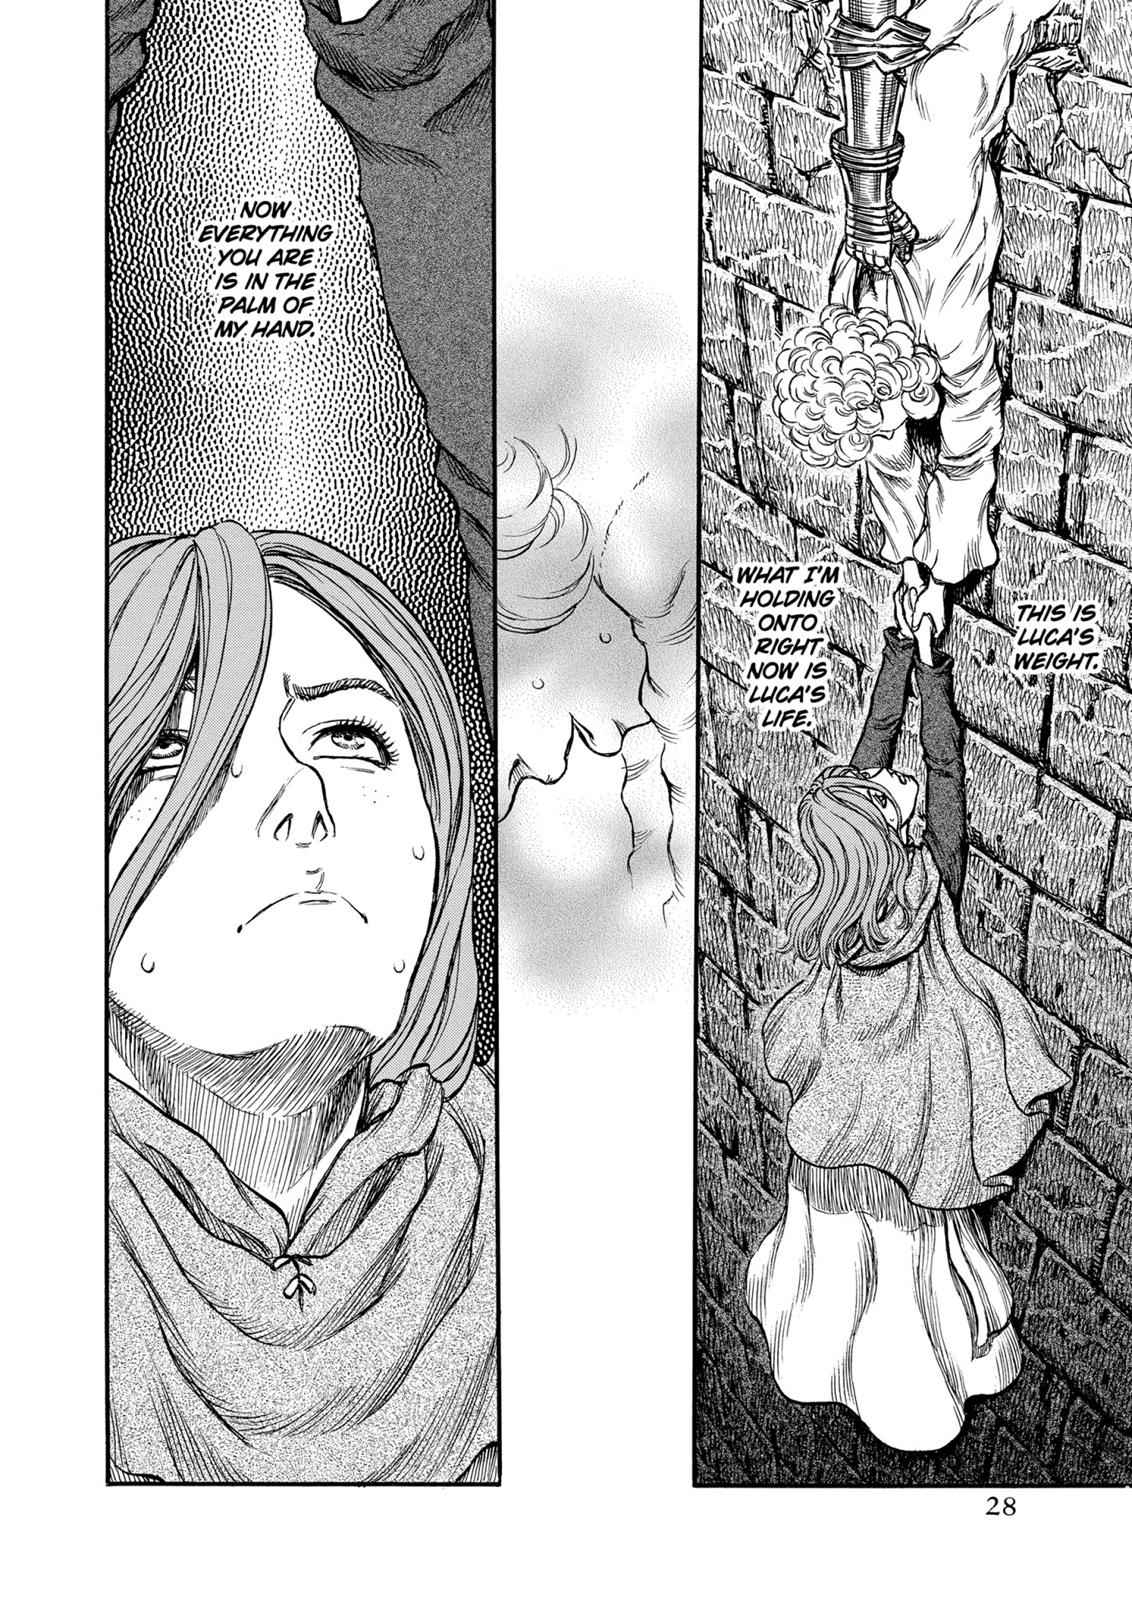 THIS IS
LUCA'S
WEIGHT.
WHAT I'M
HOLDING
ONTO
RIGHT
NOW IS
LUCA'S
LIFE.
NOW
EVERYTHING
YOU ARE
IS IN THE
PALM OF
MY HAND.
28